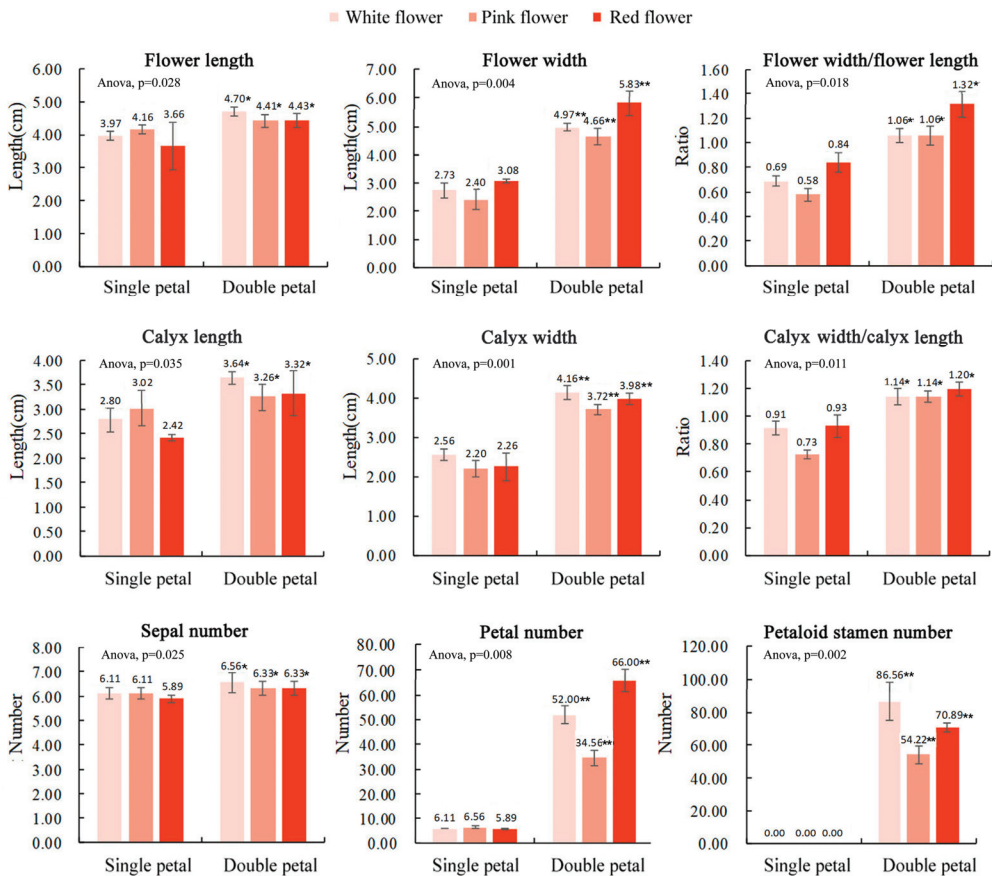 White flower Pink flower Red flower
Flower length
Anova, p=0.028
Length(cm)
6.00
5.00
4.00
3.00
2.00
1.00
0.00
3.97 4.16 3.66
4.70* 4.41* 4.43*
Single petal Double petal
Flower width
Anova, p=0.004
Length(cm)
7.00
6.00
5.00
4.00
3.00
2.00
1.00
0.00
2.73 2.40 3.08
4.97** 4.66** 5.83**
Single petal Double petal
Flower width/flower length
Anova, p=0.018
Ratio
1.60
1.40
1.20
1.00
0.80
0.60
0.40
0.20
0.00
0.69 0.58 0.84
1.06* 1.06* 1.32*
Single petal Double petal
Calyx length
Anova, p=0.035
Length(cm)
4.00
3.50
3.00
2.50
2.00
1.50
1.00
0.50
0.00
2.80 3.02 2.42
3.64* 3.26* 3.32*
Single petal Double petal
Calyx width
Anova, p=0.001
Length(cm)
5.00
4.00
3.00
2.00
1.00
0.00
2.56 2.20 2.26
4.16** 3.72** 3.98**
Single petal Double petal
Calyx width/calyx length
Anova, p=0.011
Ratio
1.40
1.20
1.00
0.80
0.60
0.40
0.20
0.00
0.91 0.73 0.93
1.14* 1.14* 1.20*
Single petal Double petal
Sepal number
Anova, p=0.025
Number
8.00
7.00
6.00
5.00
4.00
3.00
2.00
1.00
0.00
6.11 6.11 5.89
6.56* 6.33* 6.33*
Single petal Double petal
Petal number
Anova, p=0.008
Number
80.00
70.00
60.00
50.00
40.00
30.00
20.00
10.00
0.00
6.11 6.56 5.89
52.00** 34.56** 66.00**
Single petal Double petal
Petaloid stamen number
Anova, p=0.002
Number
120.00
100.00
80.00
60.00
40.00
20.00
0.00
0.00 0.00 0.00
86.56** 54.22** 70.89**
Single petal Double petal